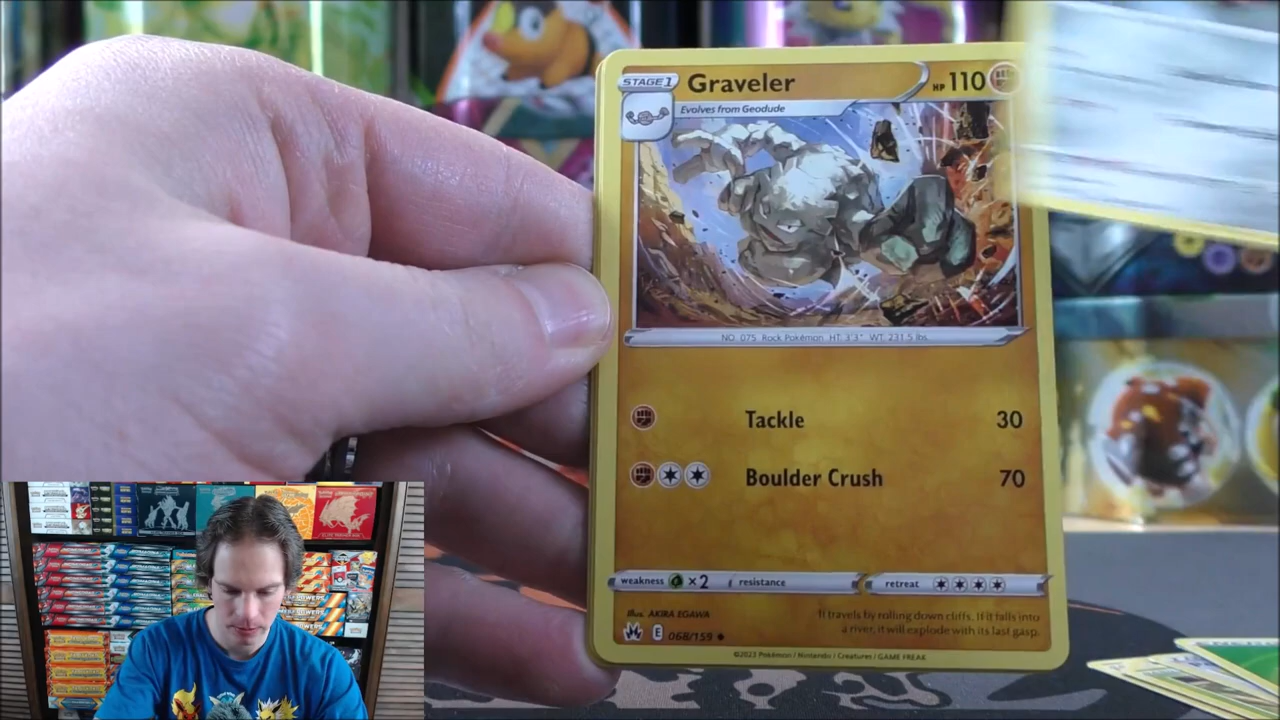 STAGE 1 Graveler HP 110
Evolves from Geodude
NO. 075 Rock Pokémon HT: 3'3" WT: 231.5 lbs.
Tackle 30
Boulder Crush 70
weakness ×2 resistance retreat
Illus. AKIRA EGAWA
It travels by rolling down cliffs. If it falls into
a river, it will explode with its last gasp.
E 068/159
©2023 Pokémon / Nintendo / Creatures / GAME FREAK